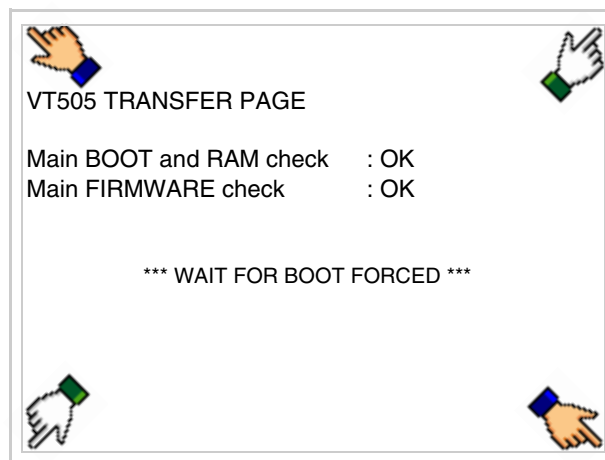 VT505 TRANSFER PAGE
Main BOOT and RAM check : OK
Main FIRMWARE check : OK
*** WAIT FOR BOOT FORCED ***